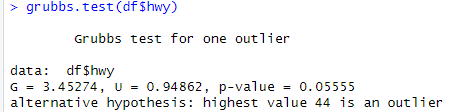 > grubbs.test(df$hwy)
Grubbs test for one outlier
data:  df$hwy
G = 3.45274, U = 0.94862, p-value = 0.05555
alternative hypothesis: highest value 44 is an outlier